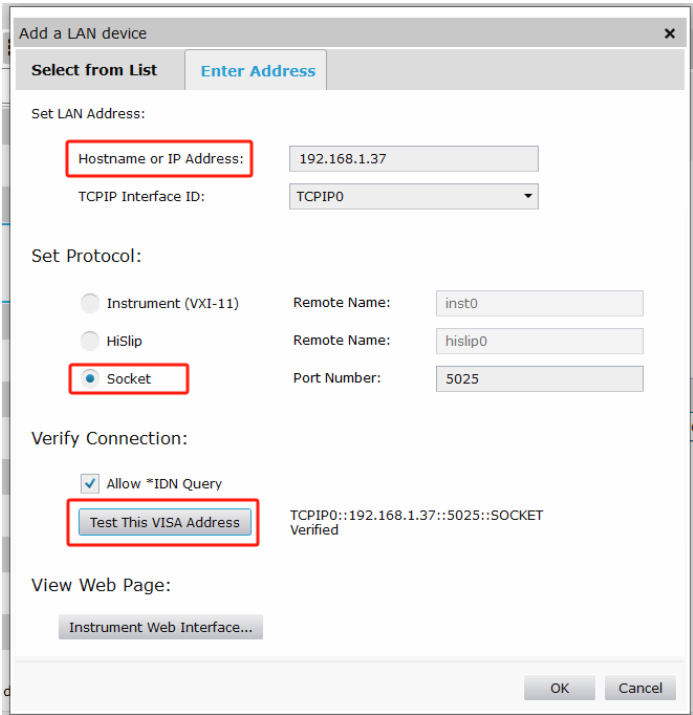 Add a LAN device
Select from List
Enter Address
Set LAN Address:
Hostname or IP Address: 192.168.1.37
TCPIP Interface ID: TCPIP0
Set Protocol:
Instrument (VXI-11) Remote Name: inst0
HiSlip Remote Name: hislip0
Socket Port Number: 5025
Verify Connection:
Allow *IDN Query
Test This VISA Address TCPIP0::192.168.1.37::5025::SOCKET
Verified
View Web Page:
Instrument Web Interface...
OK Cancel